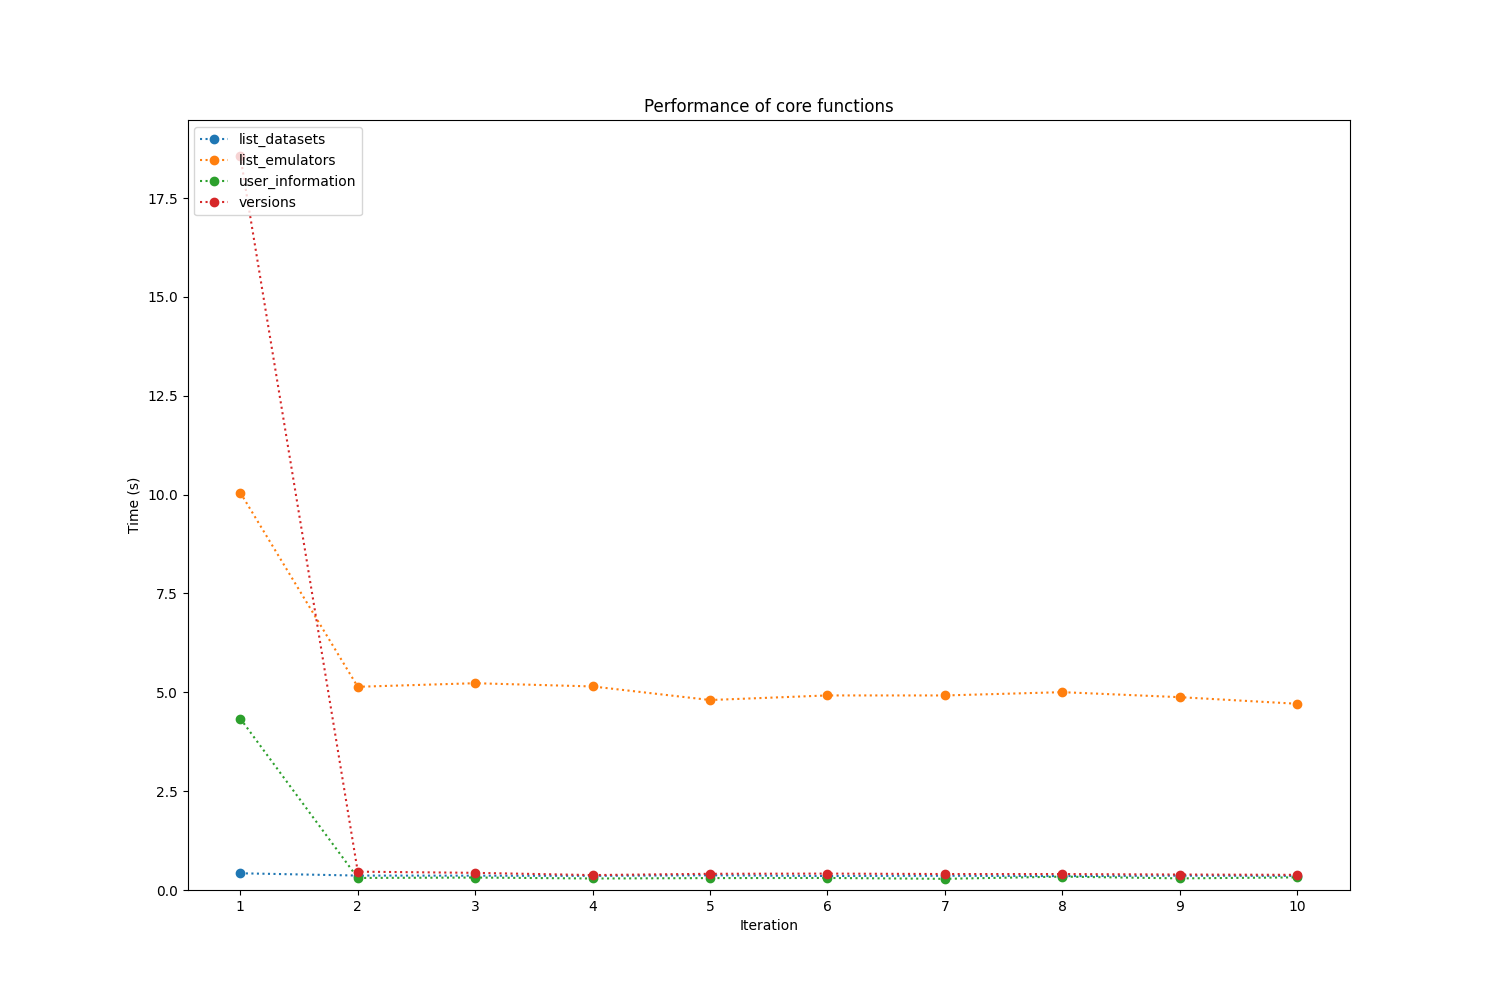 Performance of core functions
list_datasets
list_emulators
user_information
versions
17.5
15.0
12.5
10.0
7.5
5.0
2.5
0.0
Time (s)
1 2 3 4 5 6 7 8 9 10
Iteration